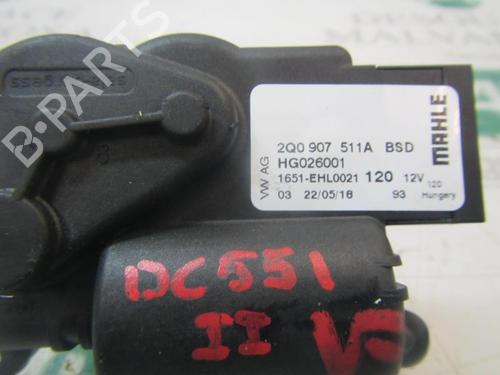 2Q0 907 511A BSD
HG026001
1651-EHL0021 120 12V
03 22/05/18 93
120
Hungary
VW AG
MAHLE
DC551
II
B-PARTS